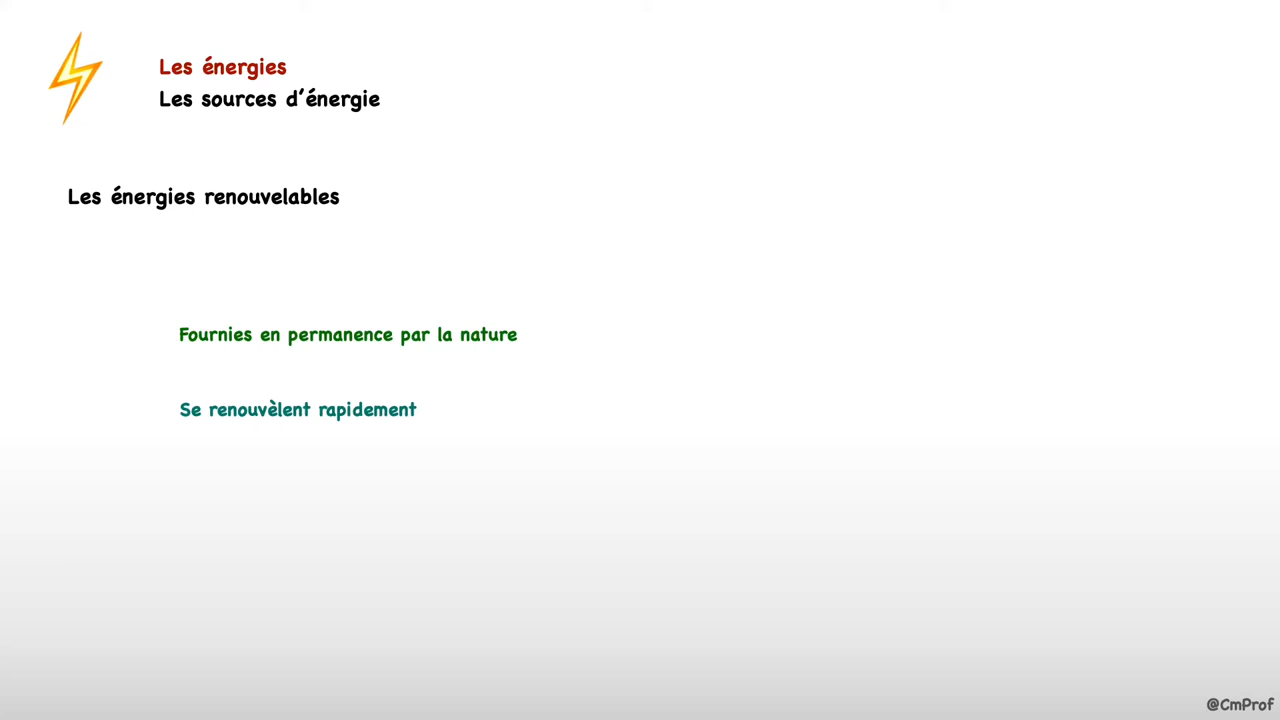 Les énergies
Les sources d'énergie
Les énergies renouvelables
Fournies en permanence par la nature
Se renouvèlent rapidement
@CmProf